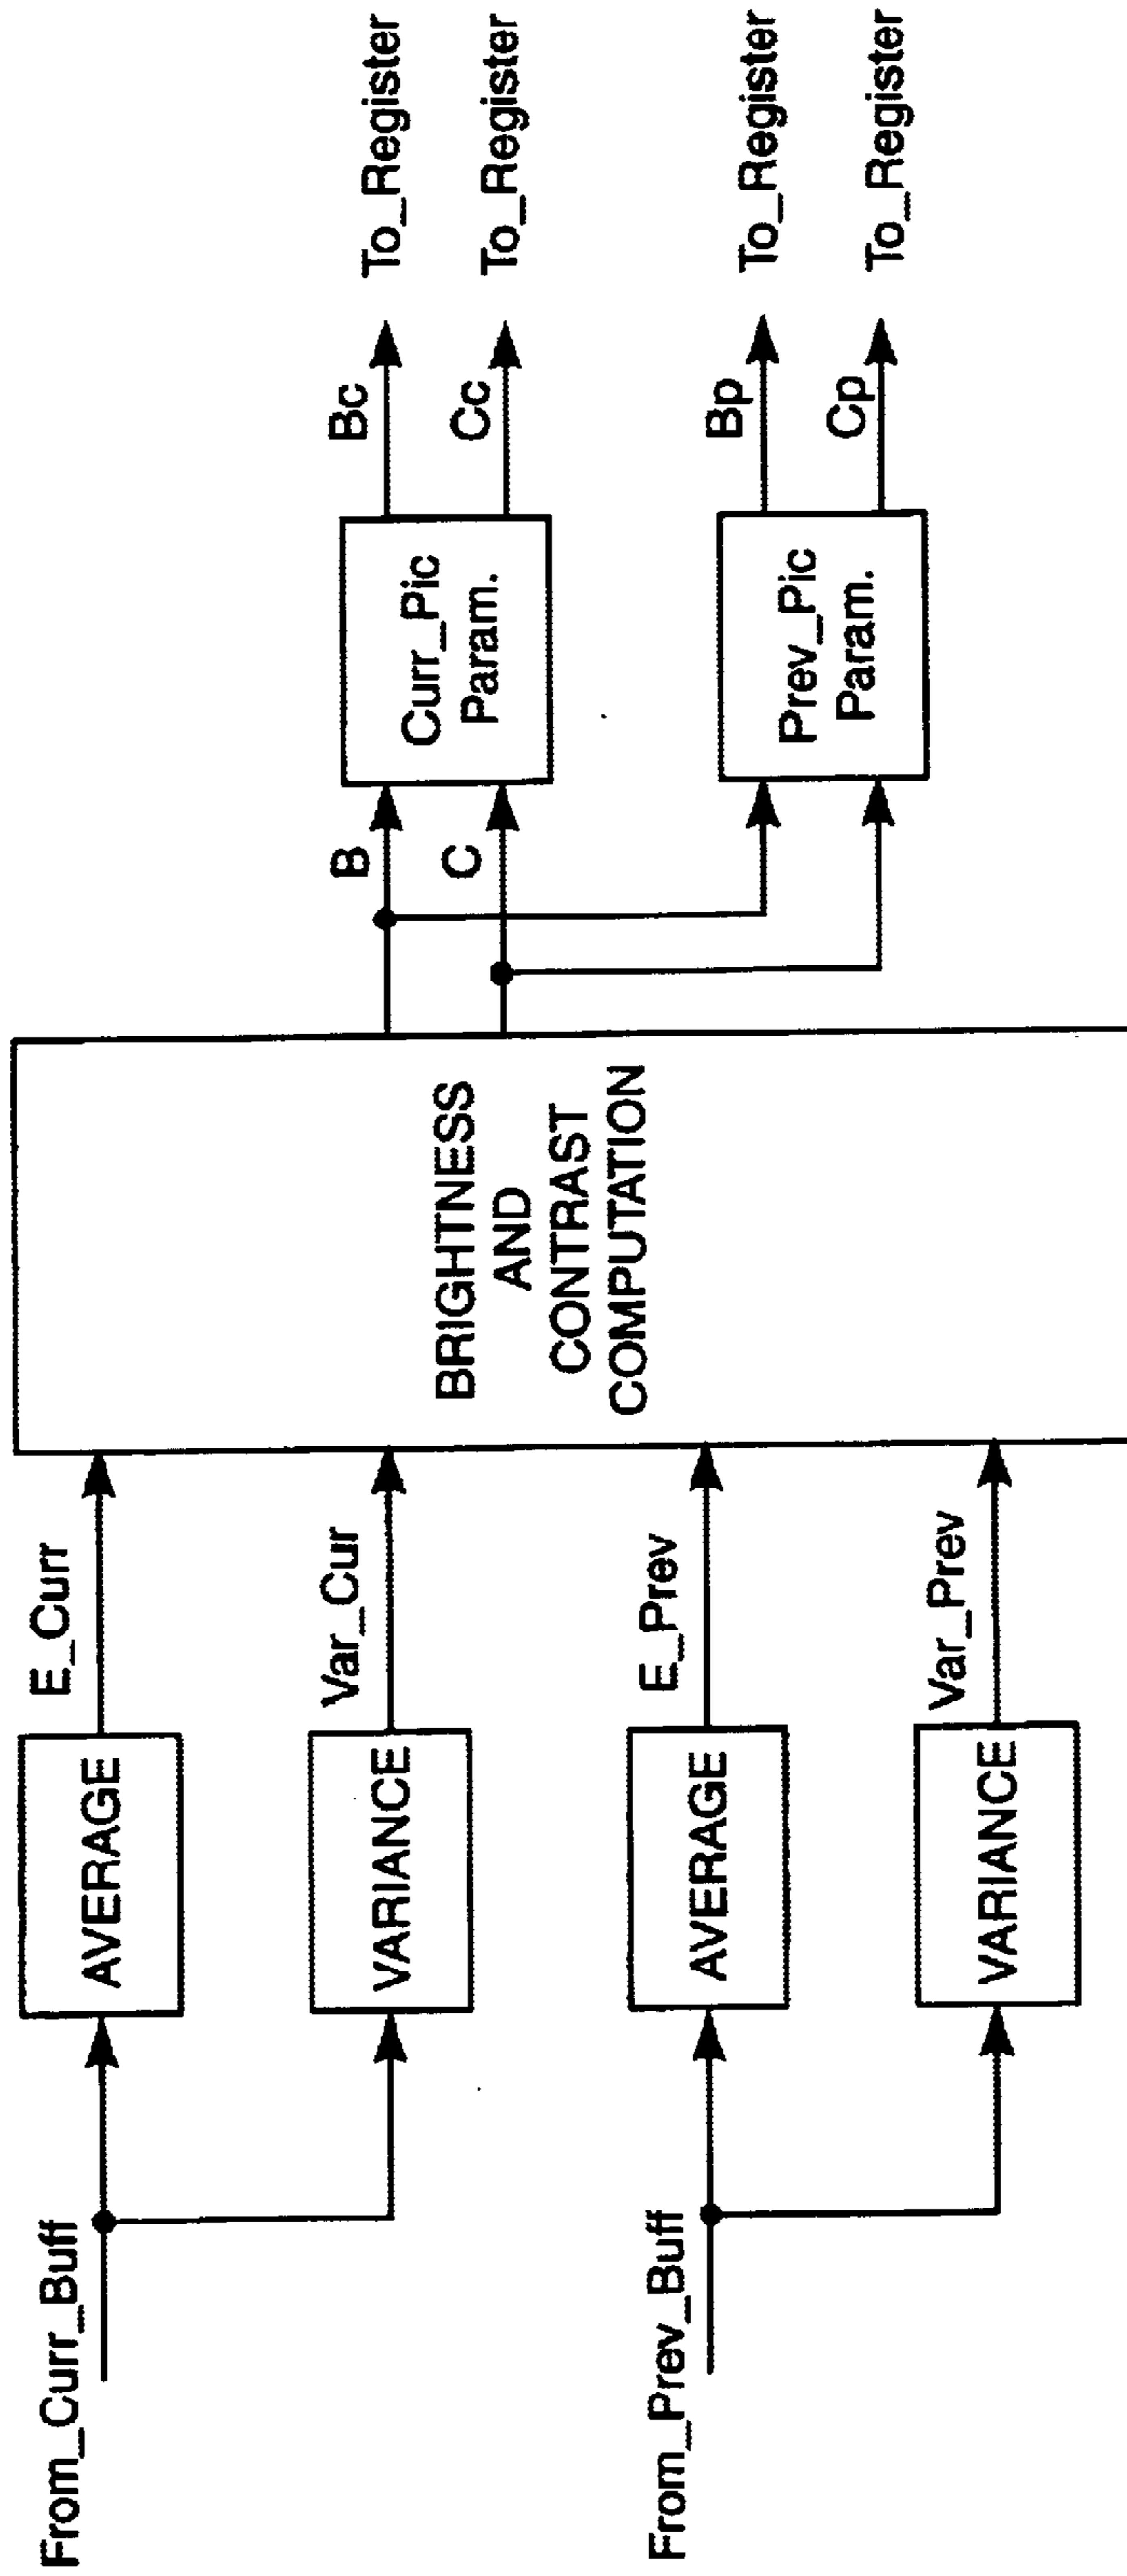 From_Curr_Buff
AVERAGE
E_Curr
VARIANCE
Var_Cur
From_Prev_Buff
AVERAGE
E_Prev
VARIANCE
Var_Prev
BRIGHTNESS
AND
CONTRAST
COMPUTATION
B
C
Curr_Pic
Param.
Bc
To_Register
Cc
To_Register
Prev_Pic
Param.
Bp
To_Register
Cp
To_Register